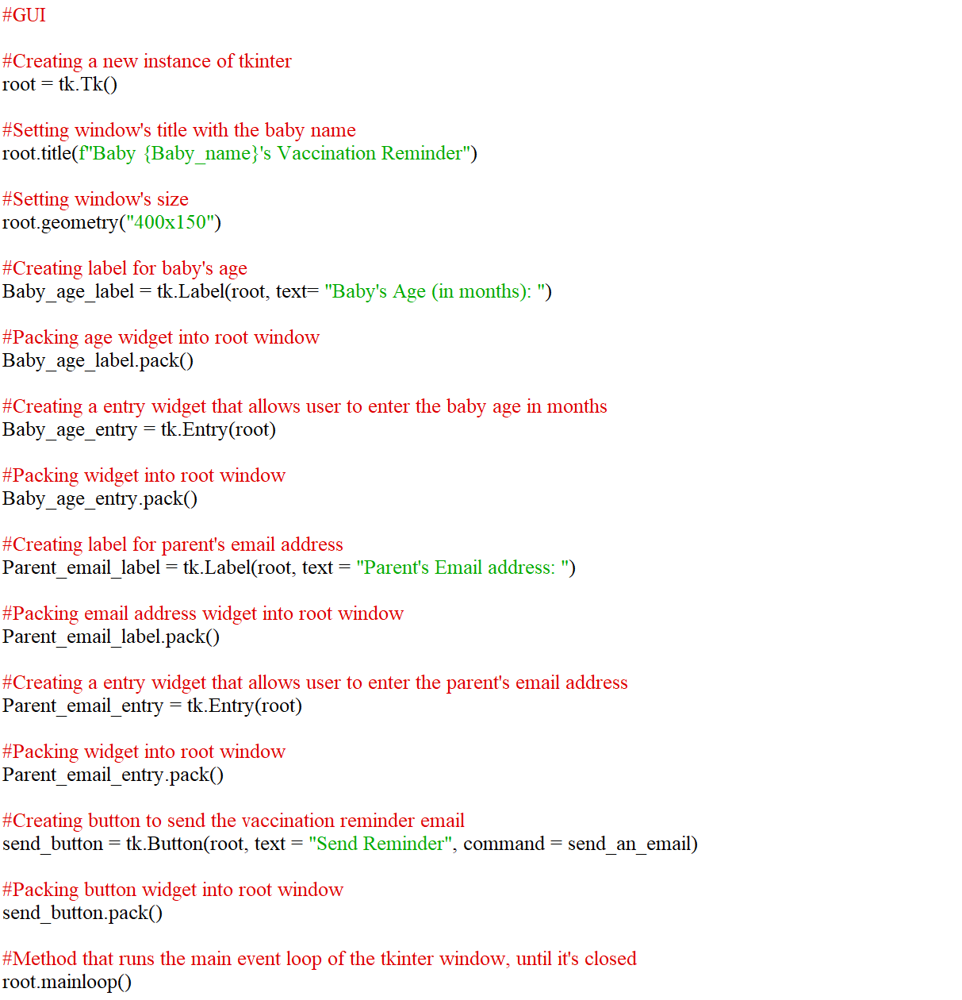 #GUI
#Creating a new instance of tkinter
root = tk.Tk()
#Setting window's title with the baby name
root.title(f"Baby {Baby_name}'s Vaccination Reminder")
#Setting window's size
root.geometry("400x150")
#Creating label for baby's age
Baby_age_label = tk.Label(root, text= "Baby's Age (in months): ")
#Packing age widget into root window
Baby_age_label.pack()
#Creating a entry widget that allows user to enter the baby age in months
Baby_age_entry = tk.Entry(root)
#Packing widget into root window
Baby_age_entry.pack()
#Creating label for parent's email address
Parent_email_label = tk.Label(root, text = "Parent's Email address: ")
#Packing email address widget into root window
Parent_email_label.pack()
#Creating a entry widget that allows user to enter the parent's email address
Parent_email_entry = tk.Entry(root)
#Packing widget into root window
Parent_email_entry.pack()
#Creating button to send the vaccination reminder email
send_button = tk.Button(root, text = "Send Reminder", command = send_an_email)
#Packing button widget into root window
send_button.pack()
#Method that runs the main event loop of the tkinter window, until it's closed
root.mainloop()